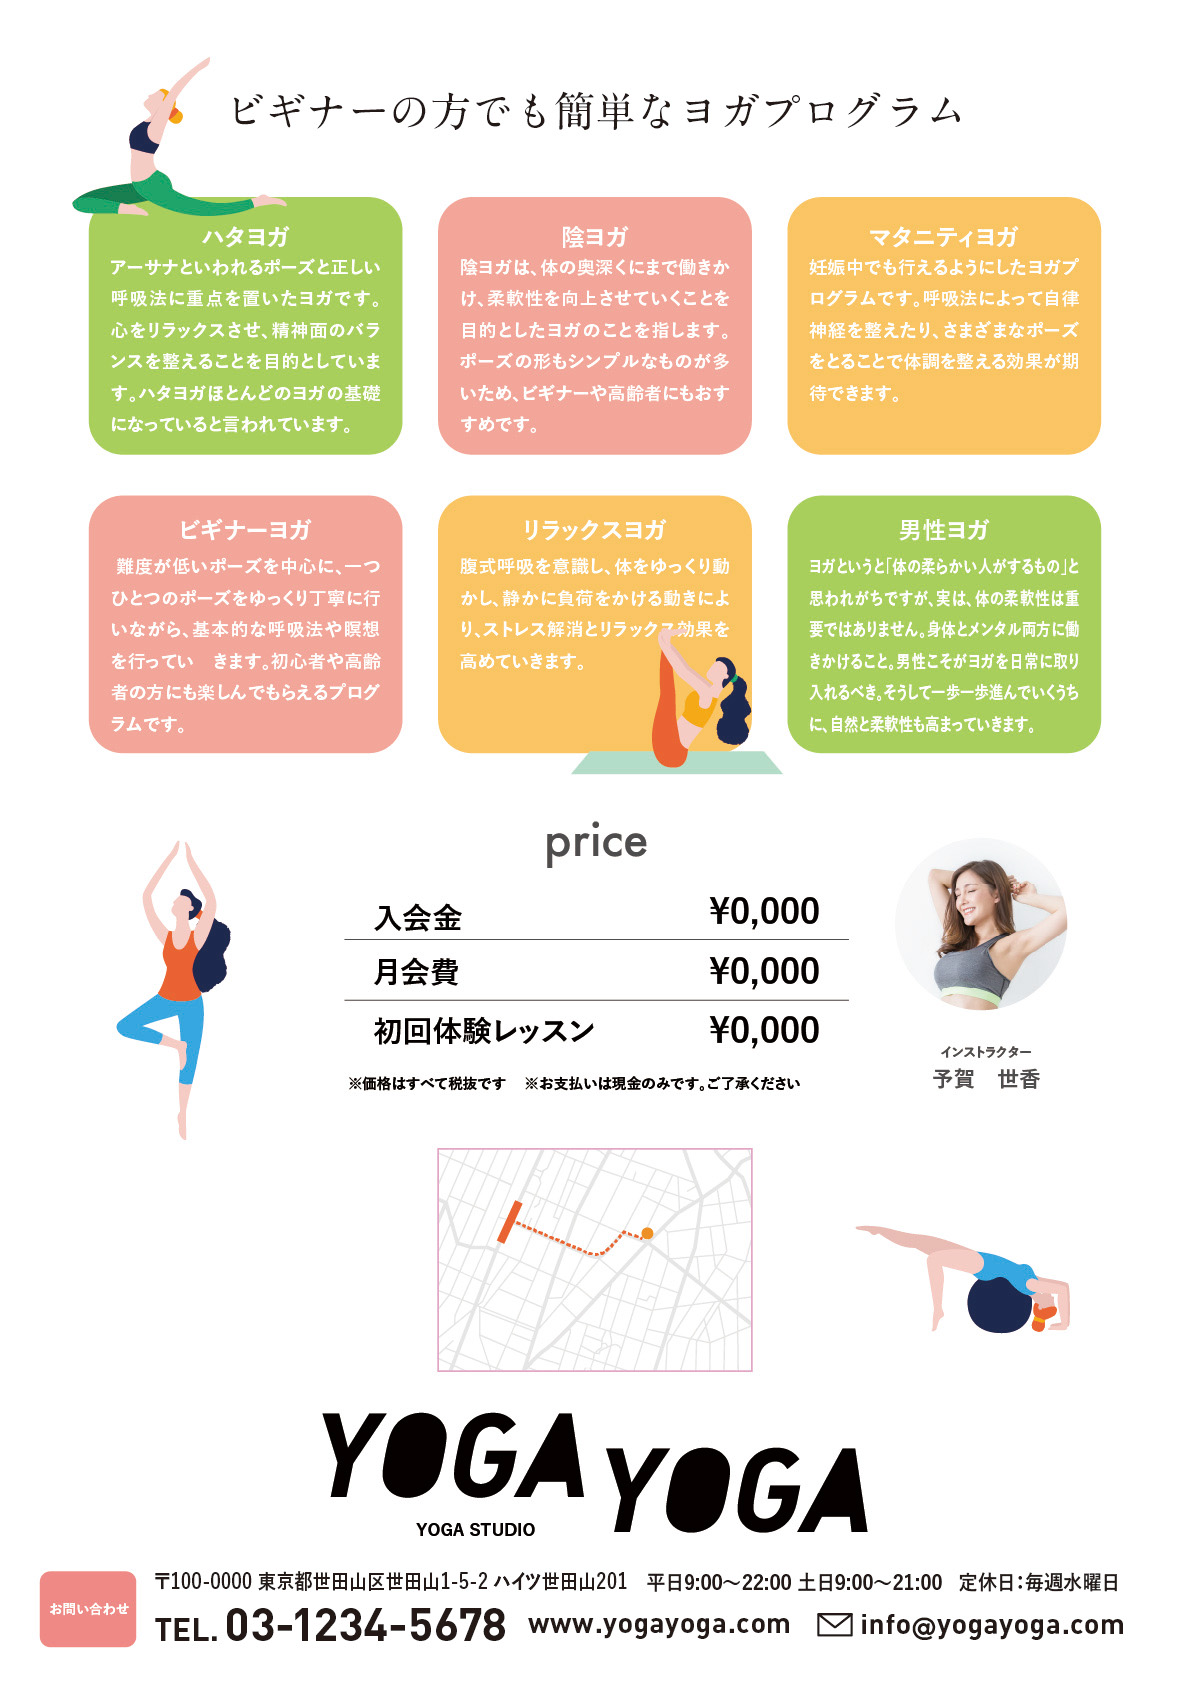 ビギナーの方でも簡単なヨガプログラム
ハタヨガ
アーサナといわれるポーズと正しい
呼吸法に重点を置いたヨガです。
心をリラックスさせ、精神面のバラ
ンスを整えることを目的としていま
す。ハタヨガほとんどのヨガの基礎
になっていると言われています。
陰ヨガ
陰ヨガは、体の奥深くにまで働きか
け、柔軟性を向上させていくことを
目的としたヨガのことを指します。
ポーズの形もシンプルなものが多
いため、ビギナーや高齢者にもおす
すめです。
マタニティヨガ
妊娠中でも行えるようにしたヨガプ
ログラムです。呼吸法によって自律
神経を整えたり、さまざまなポーズ
をとることで体調を整える効果が期
待できます。
ビギナーヨガ
難度が低いポーズを中心に、一つ
ひとつのポーズをゆっくり丁寧に行
いながら、基本的な呼吸法や瞑想
を行ってい　きます。初心者や高齢
者の方にも楽しんでもらえるプログ
ラムです。
リラックスヨガ
腹式呼吸を意識し、体をゆっくり動
かし、静かに負荷をかける動きによ
り、ストレス解消とリラックス効果を
高めていきます。
男性ヨガ
ヨガというと「体の柔らかい人がするもの」と
思われがちですが、実は、体の柔軟性は重
要ではありません。身体とメンタル両方に働
きかけること。男性こそがヨガを日常に取り
入れるべき。そうして一歩一歩進んでいくうち
に、自然と柔軟性も高まっていきます。
price
入会金 ¥0,000
月会費 ¥0,000
初回体験レッスン ¥0,000
※価格はすべて税抜です　※お支払いは現金のみです。ご了承ください
インストラクター
予賀　世香
YOGA YOGA
YOGA STUDIO
お問い合わせ
〒100-0000 東京都世田山区世田山1-5-2 ハイツ世田山201　平日9:00〜22:00 土日9:00〜21:00　定休日：毎週水曜日
TEL. 03-1234-5678 www.yogayoga.com info@yogayoga.com